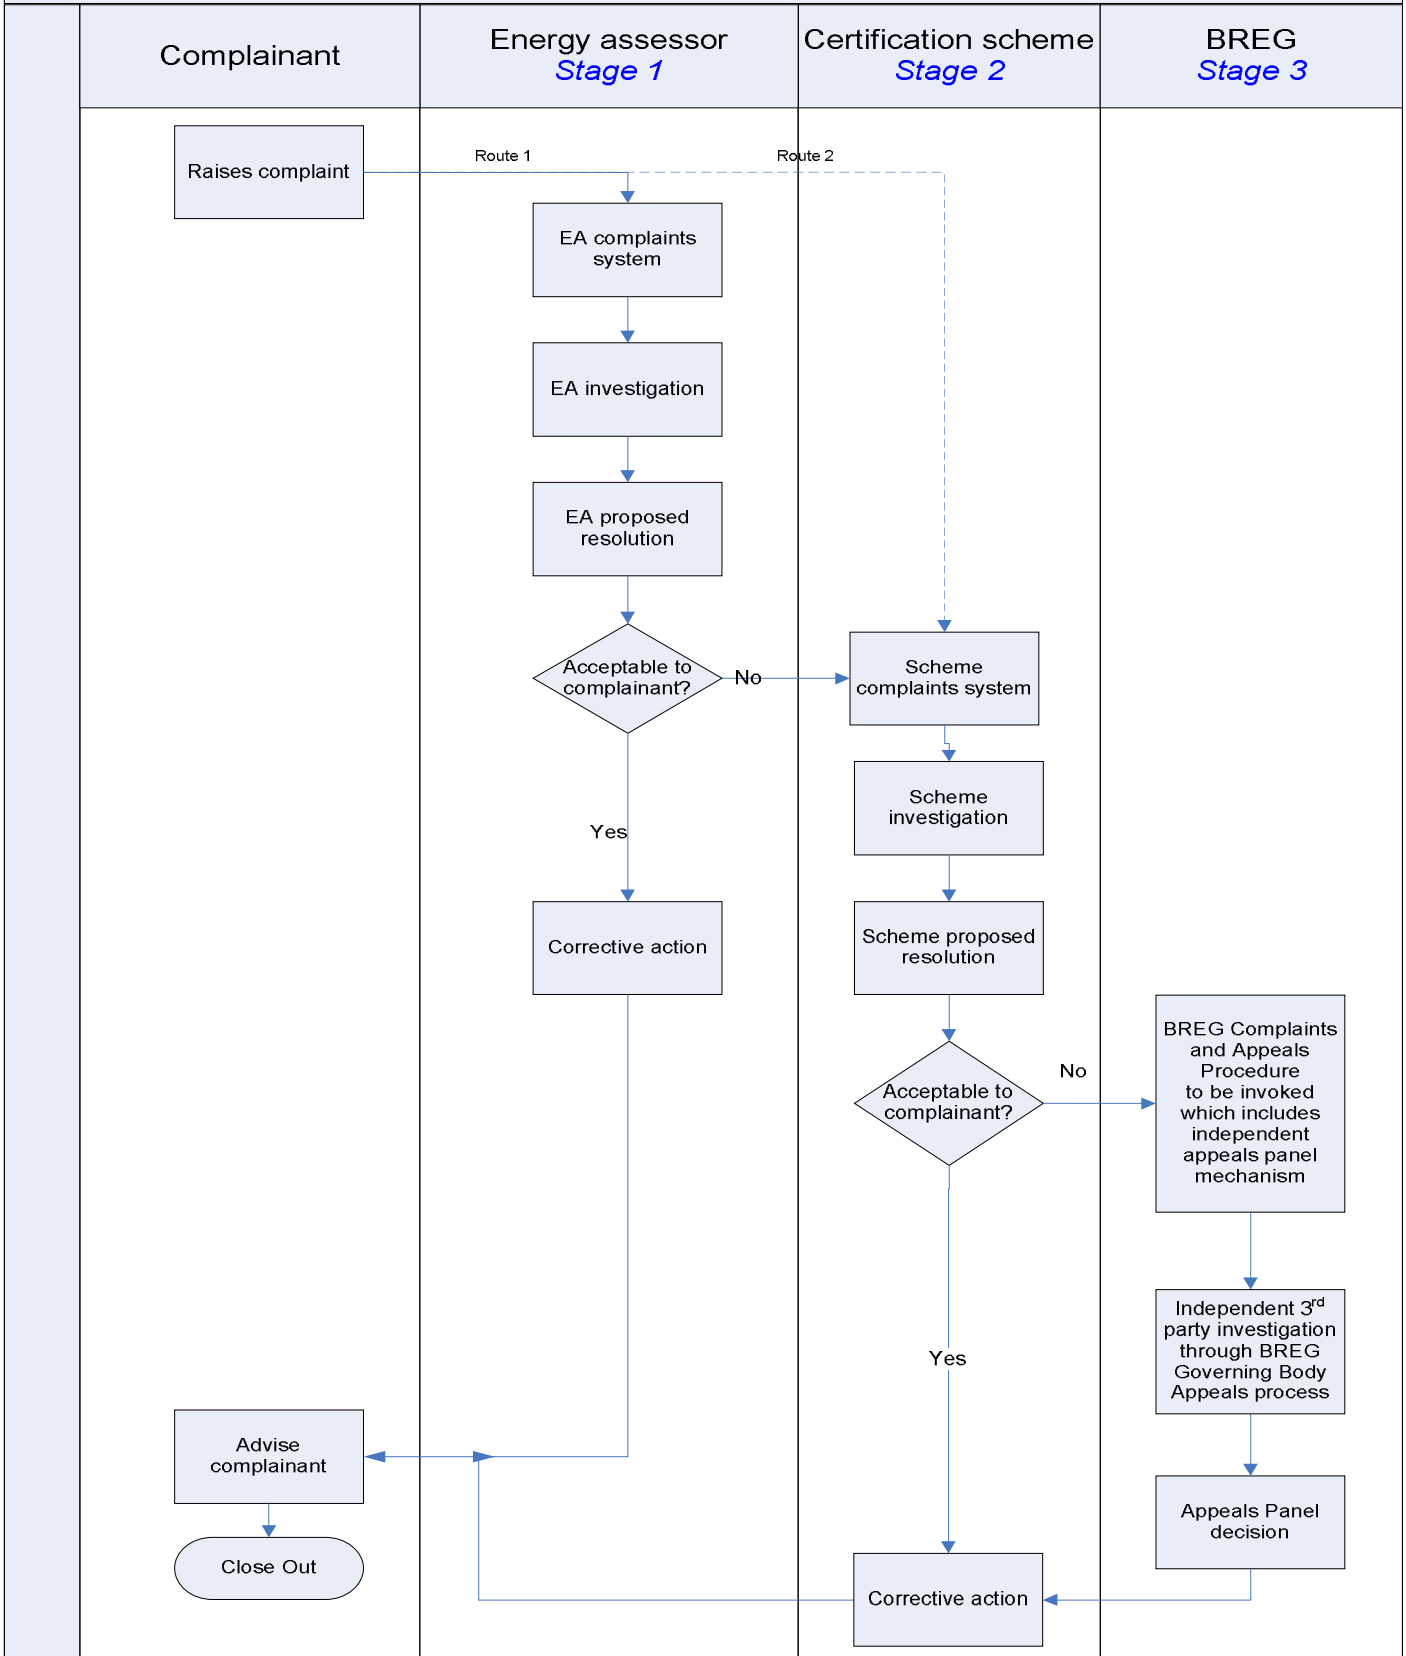 Complainant
Energy assessor
Stage 1
Certification scheme
Stage 2
BREG
Stage 3
Raises complaint
Route 1
Route 2
EA complaints
system
EA investigation
EA proposed
resolution
Acceptable to
complainant?
No
Scheme
complaints system
Scheme
investigation
Yes
Corrective action
Scheme proposed
resolution
Acceptable to
complainant?
No
BREG Complaints
and Appeals
Procedure
to be invoked
which includes
independent
appeals panel
mechanism
Yes
Independent 3rd
party investigation
through BREG
Governing Body
Appeals process
Advise
complainant
Appeals Panel
decision
Close Out
Corrective action